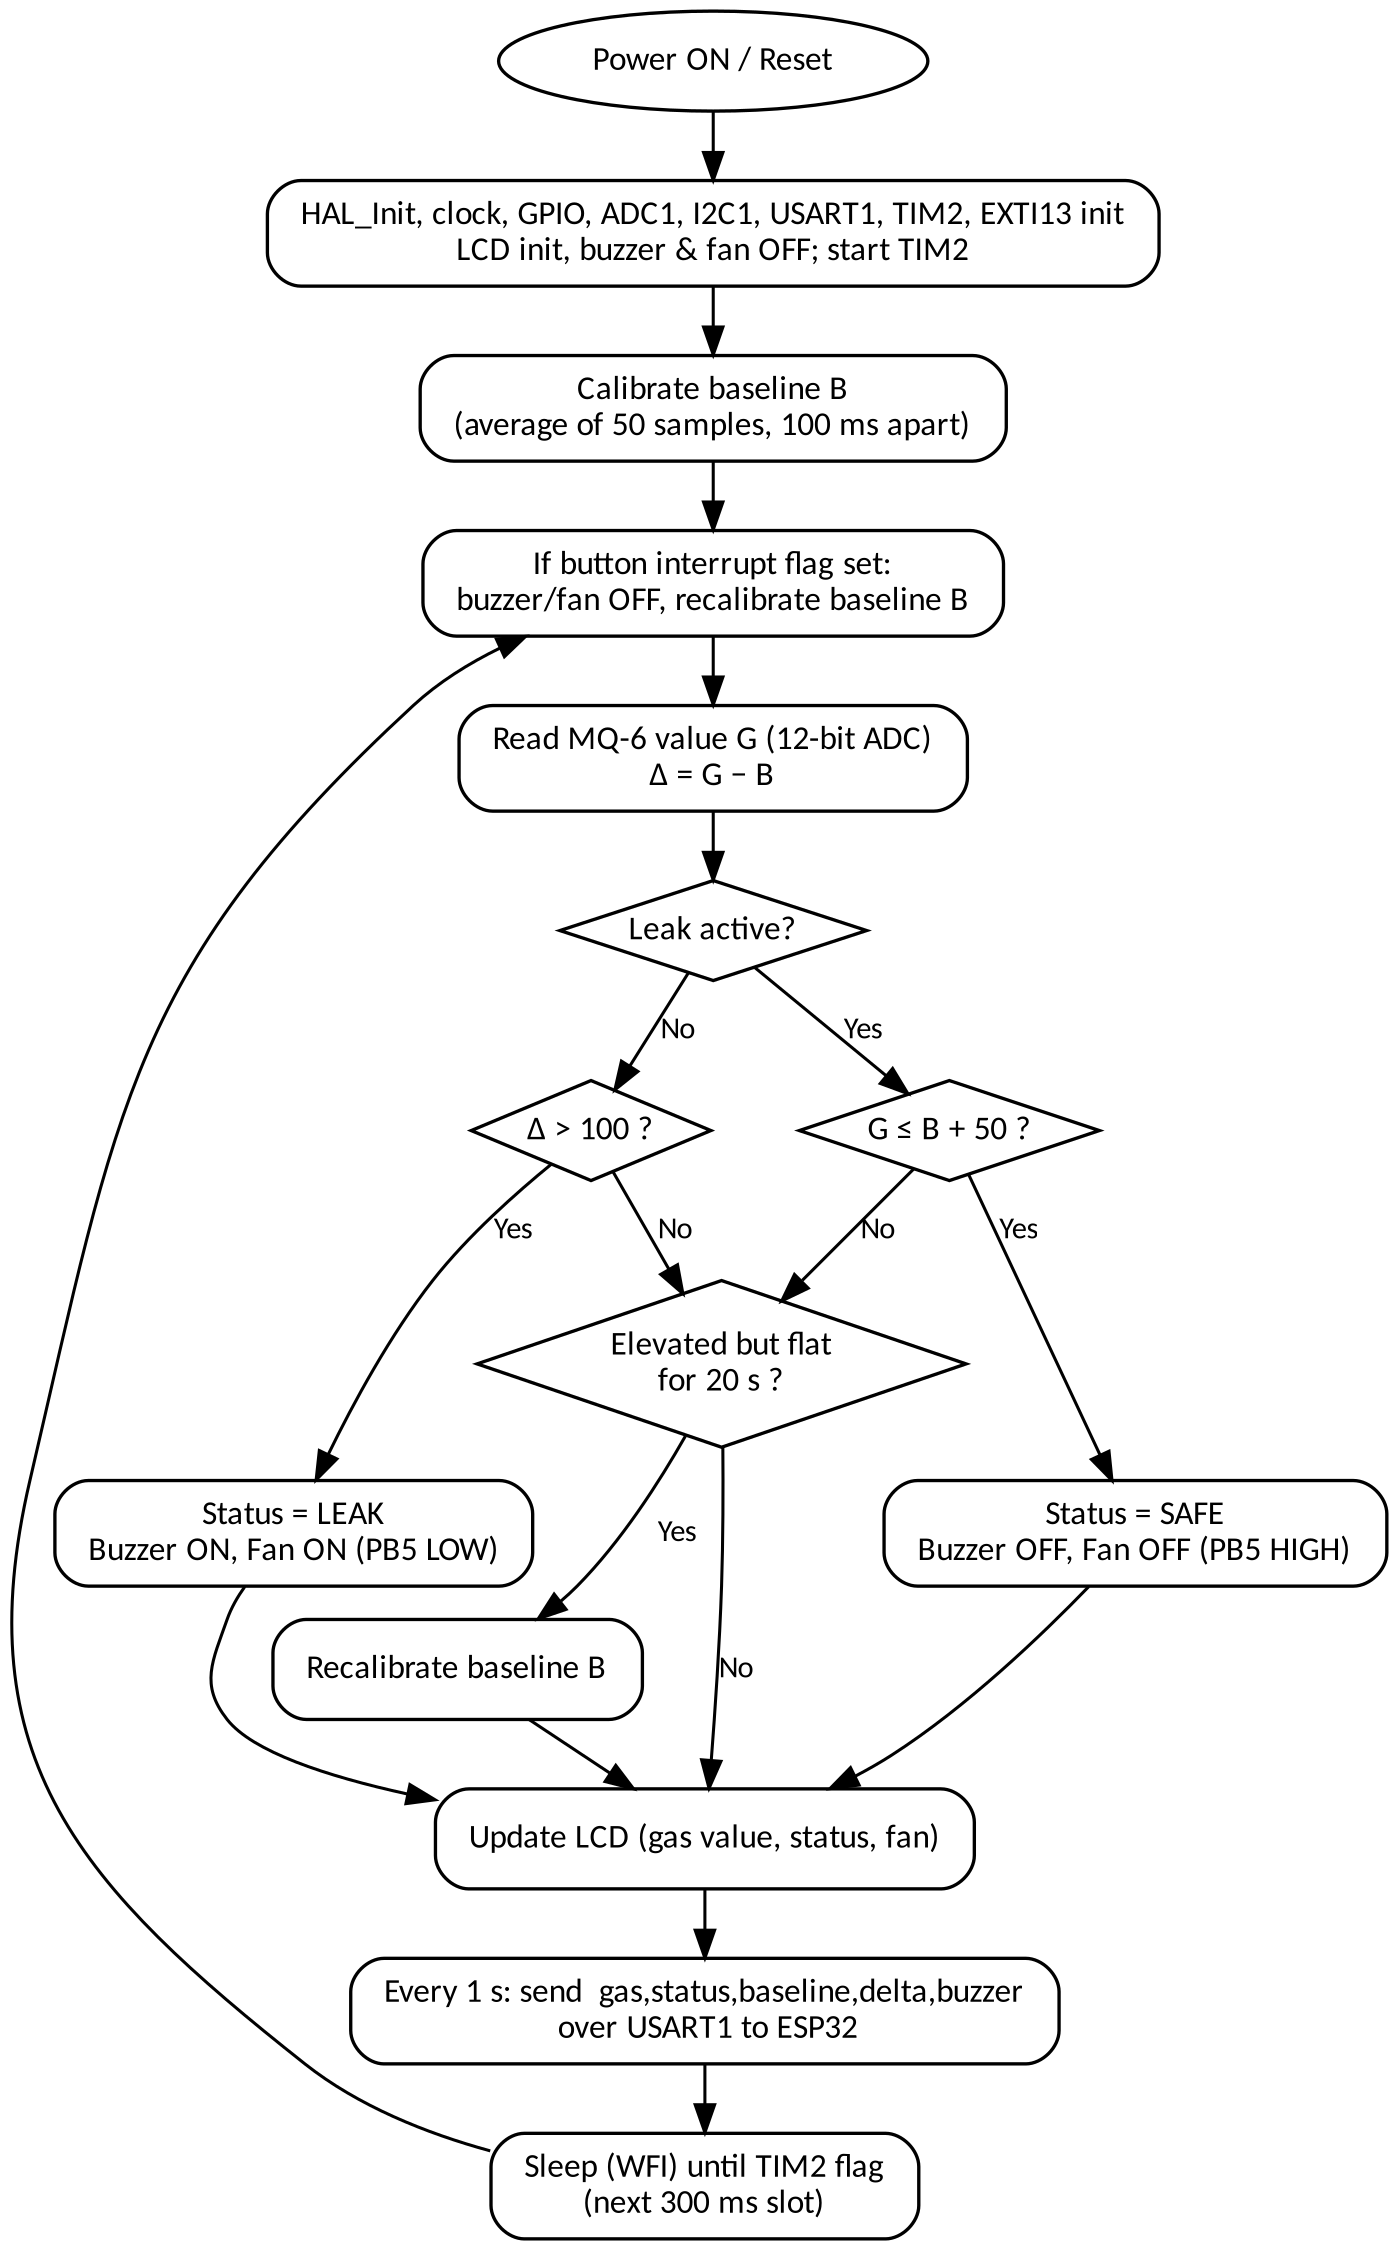 Power ON / Reset
HAL_Init, clock, GPIO, ADC1, I2C1, USART1, TIM2, EXTI13 init
LCD init, buzzer & fan OFF; start TIM2
Calibrate baseline B
(average of 50 samples, 100 ms apart)
If button interrupt flag set:
buzzer/fan OFF, recalibrate baseline B
Read MQ-6 value G (12-bit ADC)
Δ = G − B
Leak active?
No
Yes
Δ > 100 ?
G ≤ B + 50 ?
Yes
No
No
Yes
Elevated but flat
for 20 s ?
Status = LEAK
Buzzer ON, Fan ON (PB5 LOW)
Yes
Status = SAFE
Buzzer OFF, Fan OFF (PB5 HIGH)
Recalibrate baseline B
No
Update LCD (gas value, status, fan)
Every 1 s: send  gas,status,baseline,delta,buzzer
over USART1 to ESP32
Sleep (WFI) until TIM2 flag
(next 300 ms slot)